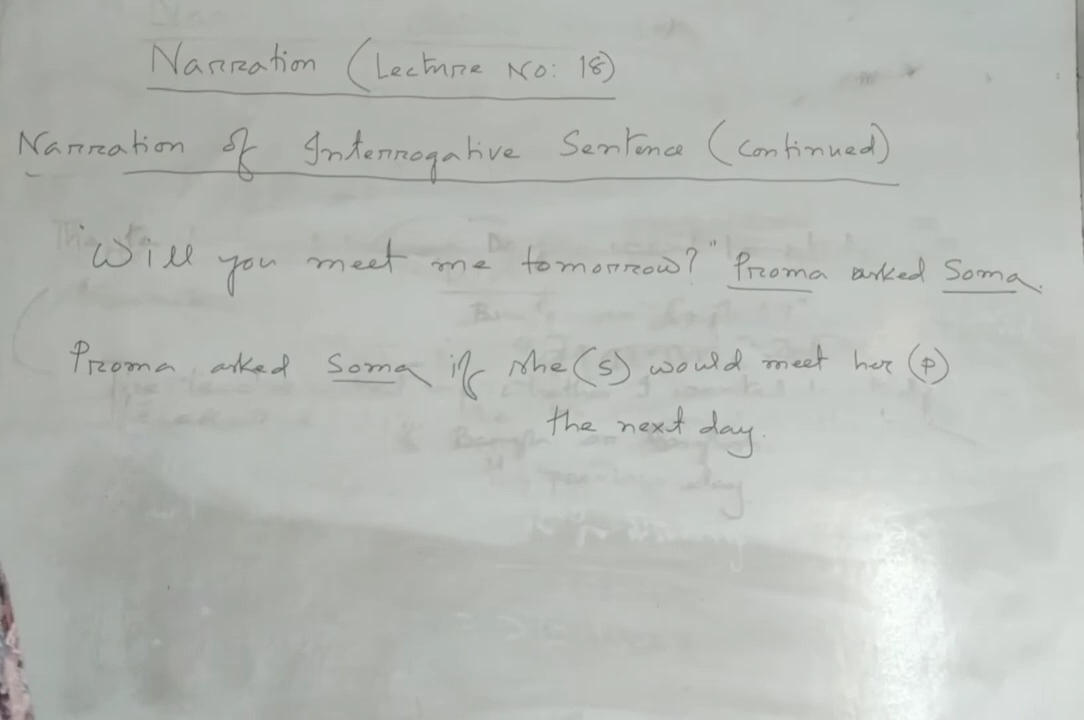 Narration (Lecture No: 18)
Narration of Interrogative Sentence (continued)
"Will you meet me tomorrow?" Proma asked Soma.
Proma asked Soma if she (S) would meet her (P)
the next day.